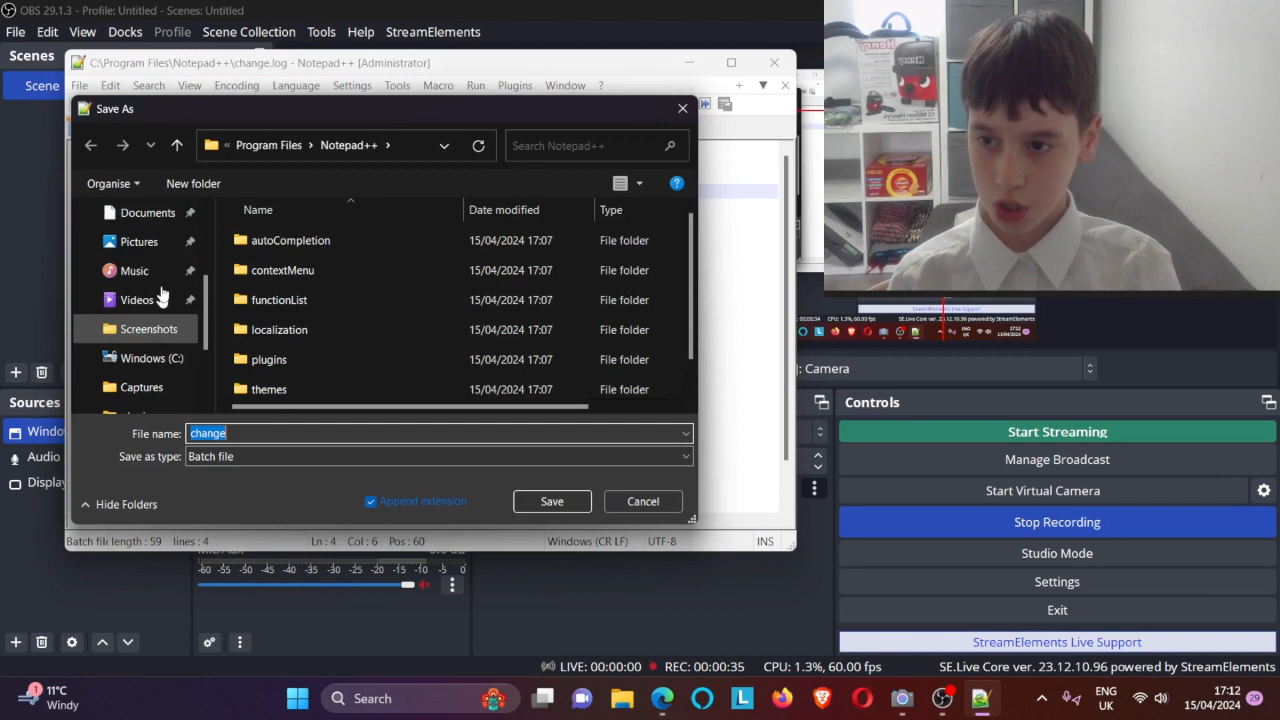 OBS 29.1.3 - Profile: Untitled - Scenes: Untitled
File Edit View Docks Profile Scene Collection Tools Help StreamElements
Scenes
Scene
C:\Program Files\Notepad++\change.log - Notepad++ [Administrator]
File Edit Search View Encoding Language Settings Tools Macro Run Plugins Window ?
Save As
Program Files Notepad++
Search Notepad++
Organise New folder
Documents
Pictures
Music
Videos
Screenshots
Windows (C:)
Captures
Name Date modified Type
autoCompletion 15/04/2024 17:07 File folder
contextMenu 15/04/2024 17:07 File folder
functionList 15/04/2024 17:07 File folder
localization 15/04/2024 17:07 File folder
plugins 15/04/2024 17:07 File folder
themes 15/04/2024 17:07 File folder
File name: change
Save as type: Batch file
Hide Folders
Append extension
Save
Cancel
Batch file length : 59 lines : 4 Ln : 4 Col : 6 Pos : 60 Windows (CR LF) UTF-8 INS
Sources
Audio
Henry
StreamElements Live Support
: Camera
-60 -55 -50 -45 -40 -35 -30 -25 -20 -15 -10 -5 0
Controls
Start Streaming
Manage Broadcast
Start Virtual Camera
Stop Recording
Studio Mode
Settings
Exit
StreamElements Live Support
LIVE: 00:00:00 REC: 00:00:35 CPU: 1.3%, 60.00 fps SE.Live Core ver. 23.12.10.96 powered by StreamElements
1
11°C
Windy
Search
ENG
UK
17:12
15/04/2024
29